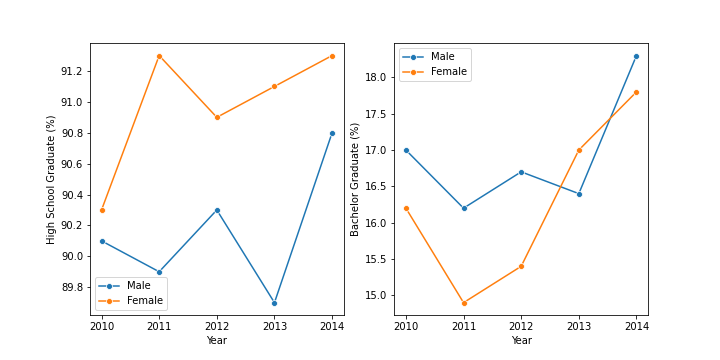 High School Graduate (%)
91.2
91.0
90.8
90.6
90.4
90.2
90.0
89.8
Male
Female
2010 2011 2012 2013 2014
Year
Bachelor Graduate (%)
18.0
17.5
17.0
16.5
16.0
15.5
15.0
Male
Female
2010 2011 2012 2013 2014
Year